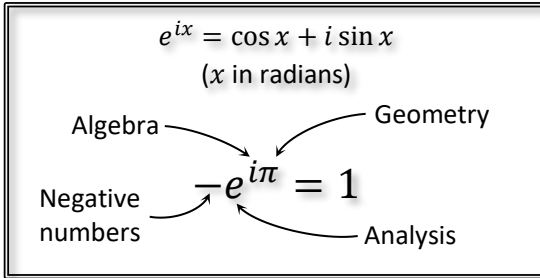 e^{ix} = cos x + i sin x
(x in radians)
Algebra
Geometry
−e^{iπ} = 1
Negative
numbers
Analysis